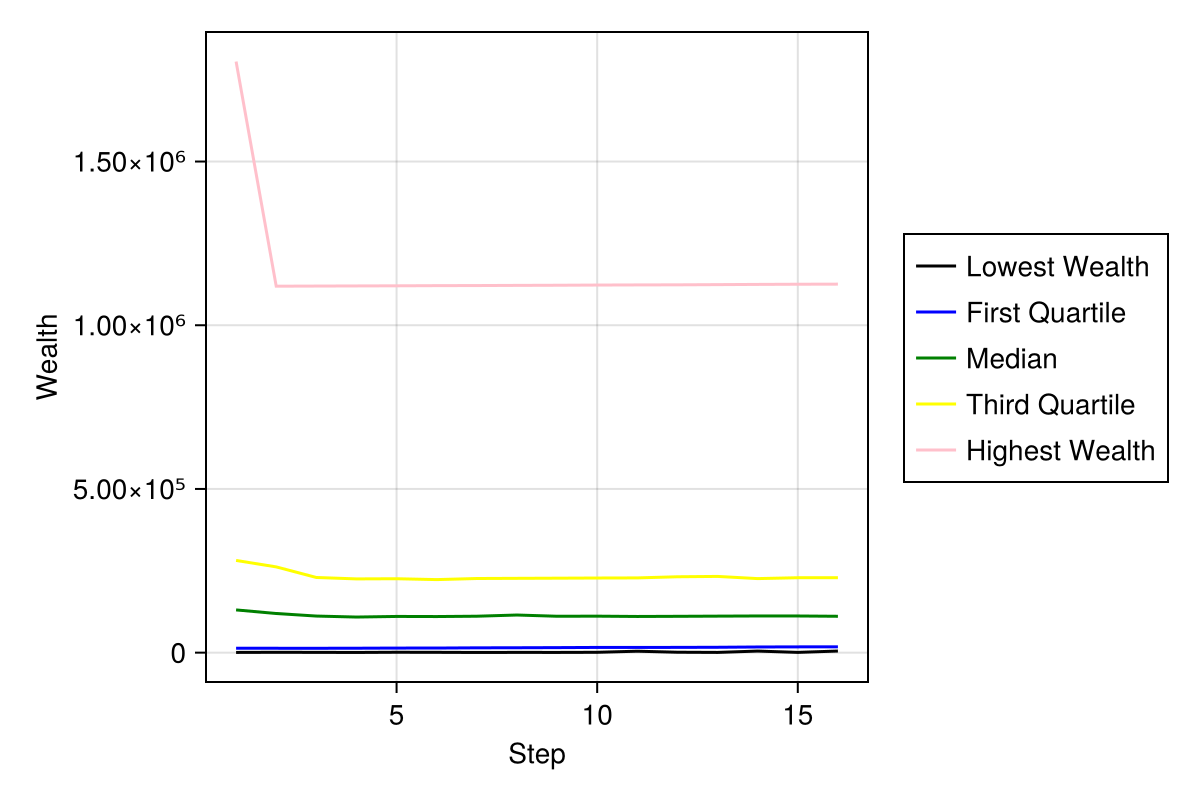 1.50×10⁶
1.00×10⁶
5.00×10⁵
0
Wealth
5
10
15
Step
Lowest Wealth
First Quartile
Median
Third Quartile
Highest Wealth